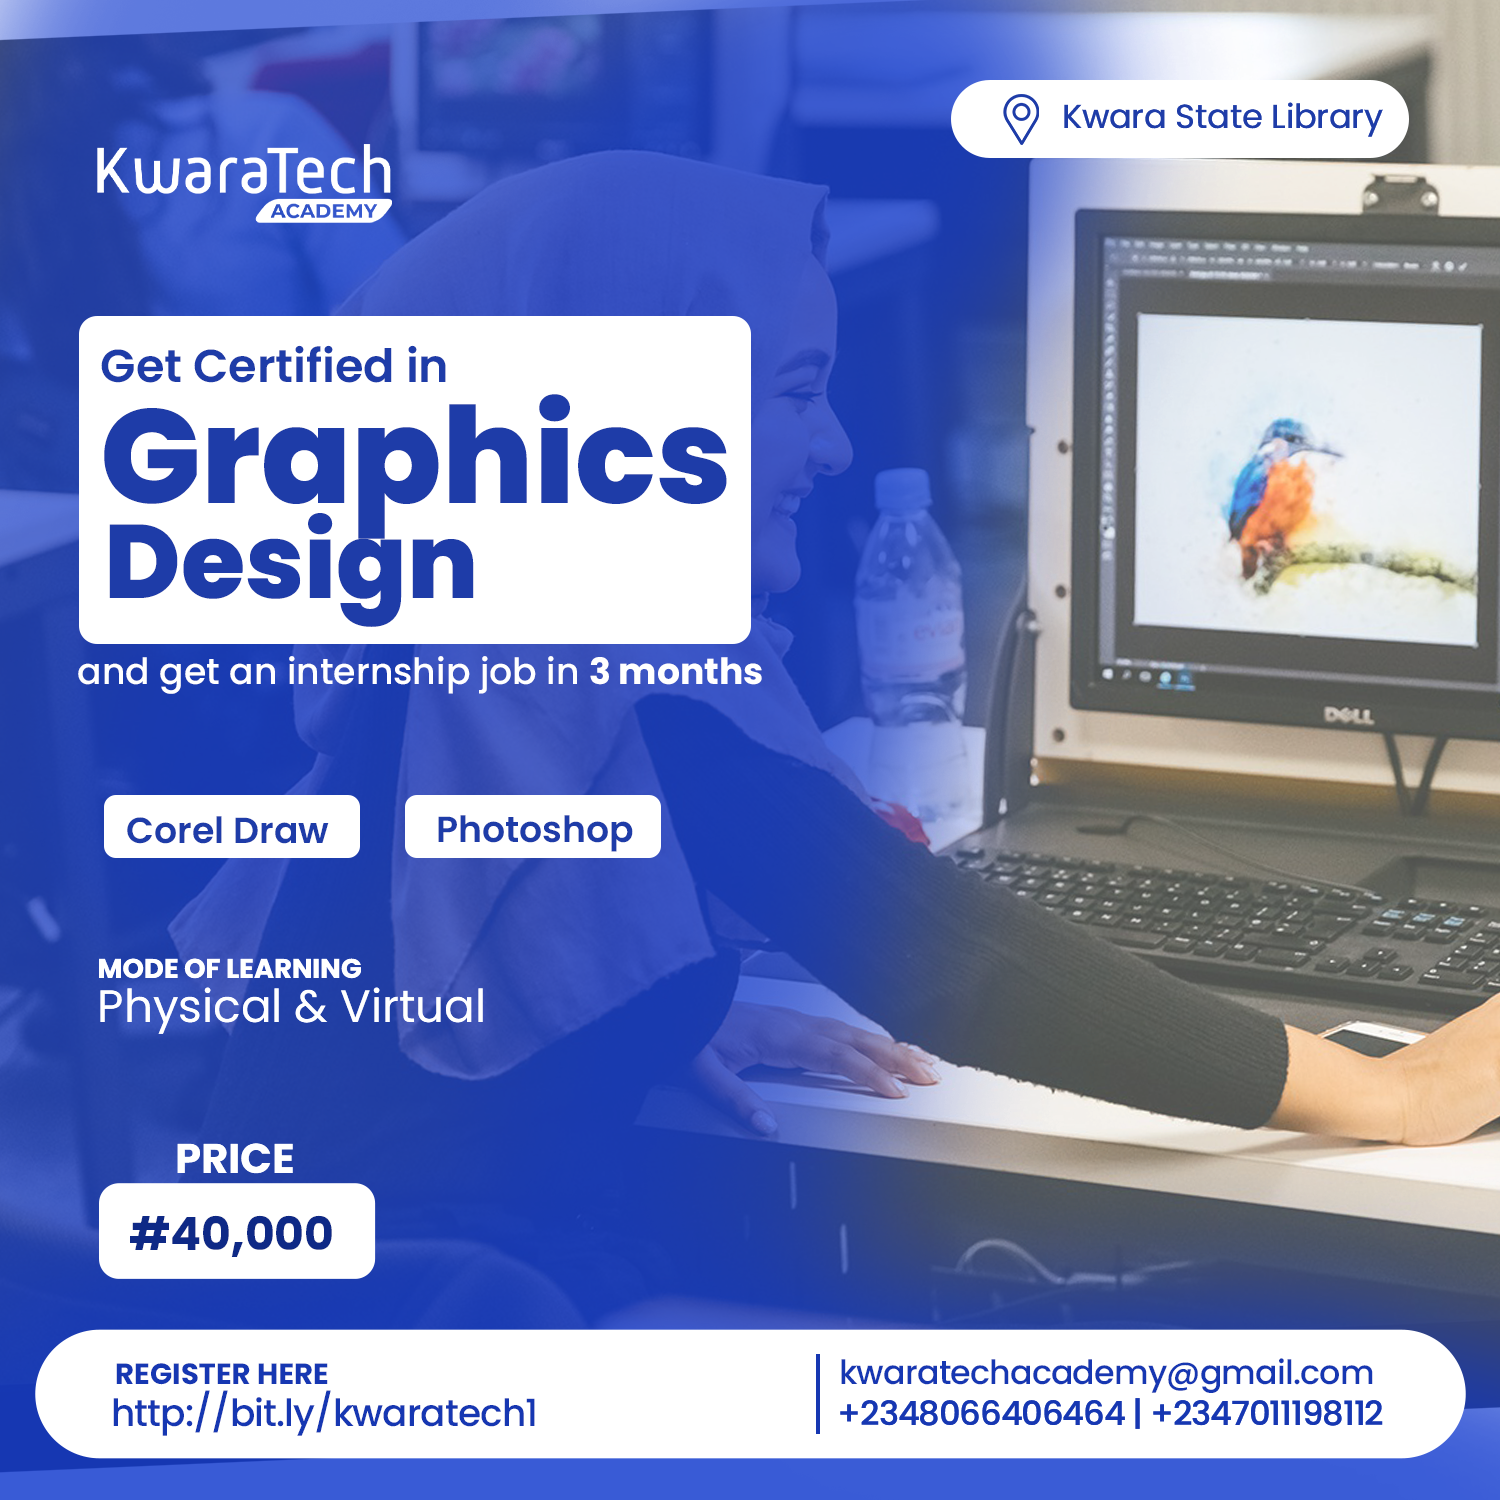 Kwara State Library
KwaraTech
ACADEMY
Get Certified in
Graphics
Design
and get an internship job in 3 months
Corel Draw
Photoshop
MODE OF LEARNING
Physical & Virtual
PRICE
#40,000
REGISTER HERE
http://bit.ly/kwaratech1
kwaratechacademy@gmail.com
+2348066406464 | +2347011198112
DELL
evian